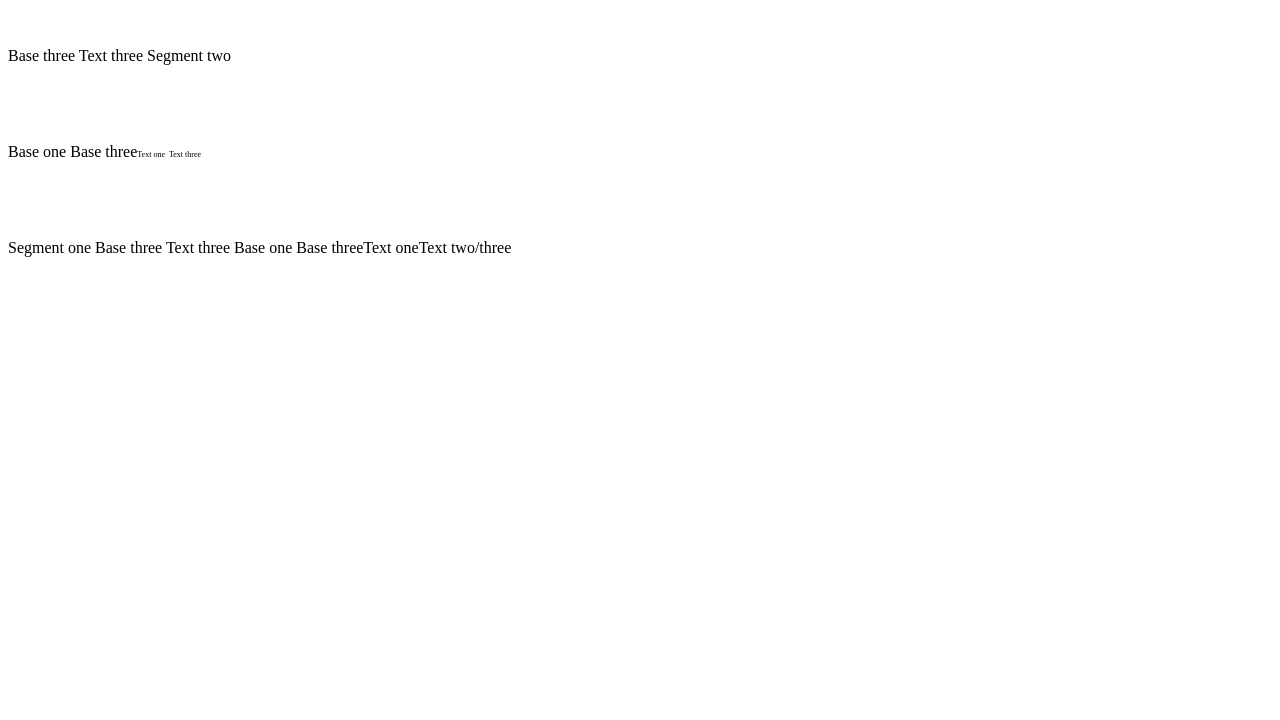 Base three Text three Segment two
Base one Base threeText one Text three
Segment one Base three Text three Base one Base threeText oneText two/three